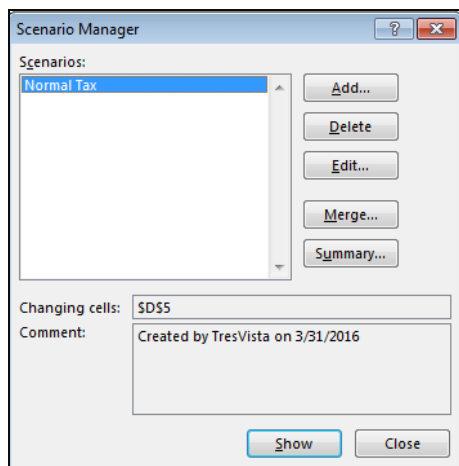 Scenario Manager
Scenarios:
Normal Tax
Add...
Delete
Edit...
Merge...
Summary...
Changing cells: $D$5
Comment: Created by TresVista on 3/31/2016
Show Close